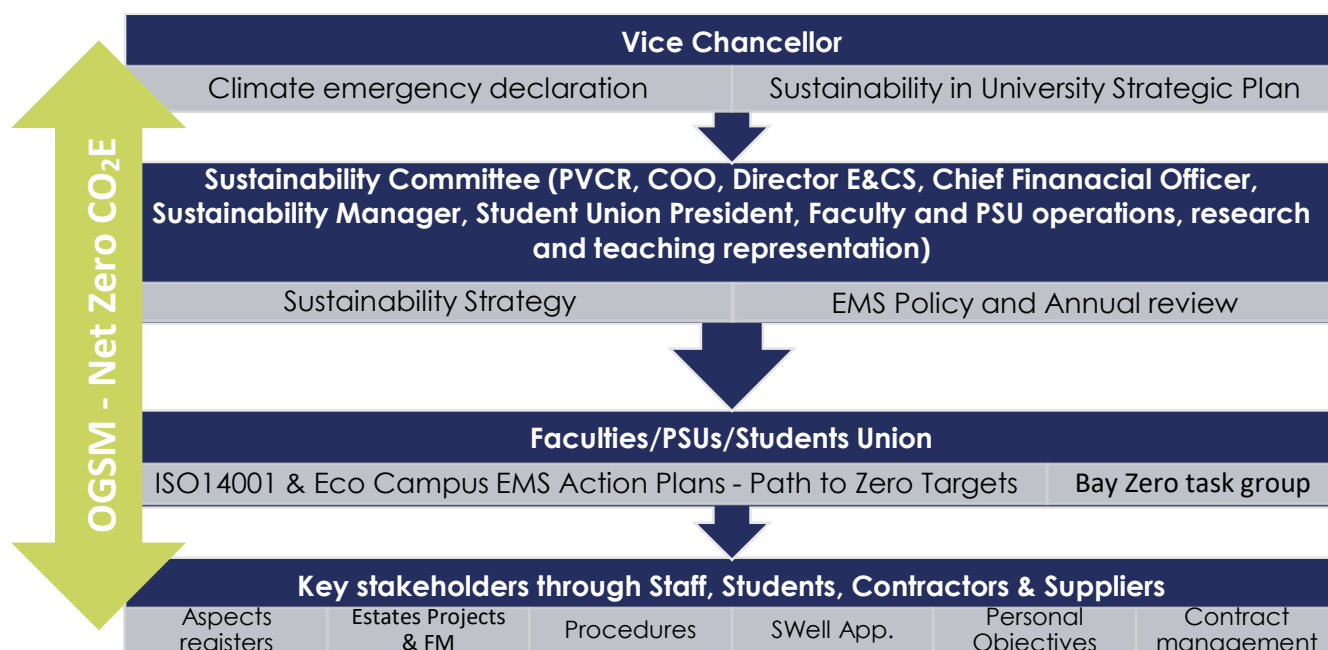 OGSM - Net Zero CO₂E
Vice Chancellor
Climate emergency declaration
Sustainability in University Strategic Plan
Sustainability Committee (PVCR, COO, Director E&CS, Chief Finanacial Officer,
Sustainability Manager, Student Union President, Faculty and PSU operations, research
and teaching representation)
Sustainability Strategy
EMS Policy and Annual review
Faculties/PSUs/Students Union
ISO14001 & Eco Campus EMS Action Plans - Path to Zero Targets
Bay Zero task group
Key stakeholders through Staff, Students, Contractors & Suppliers
Aspects
registers
Estates Projects
& FM
Procedures
SWell App.
Personal
Objectives
Contract
management